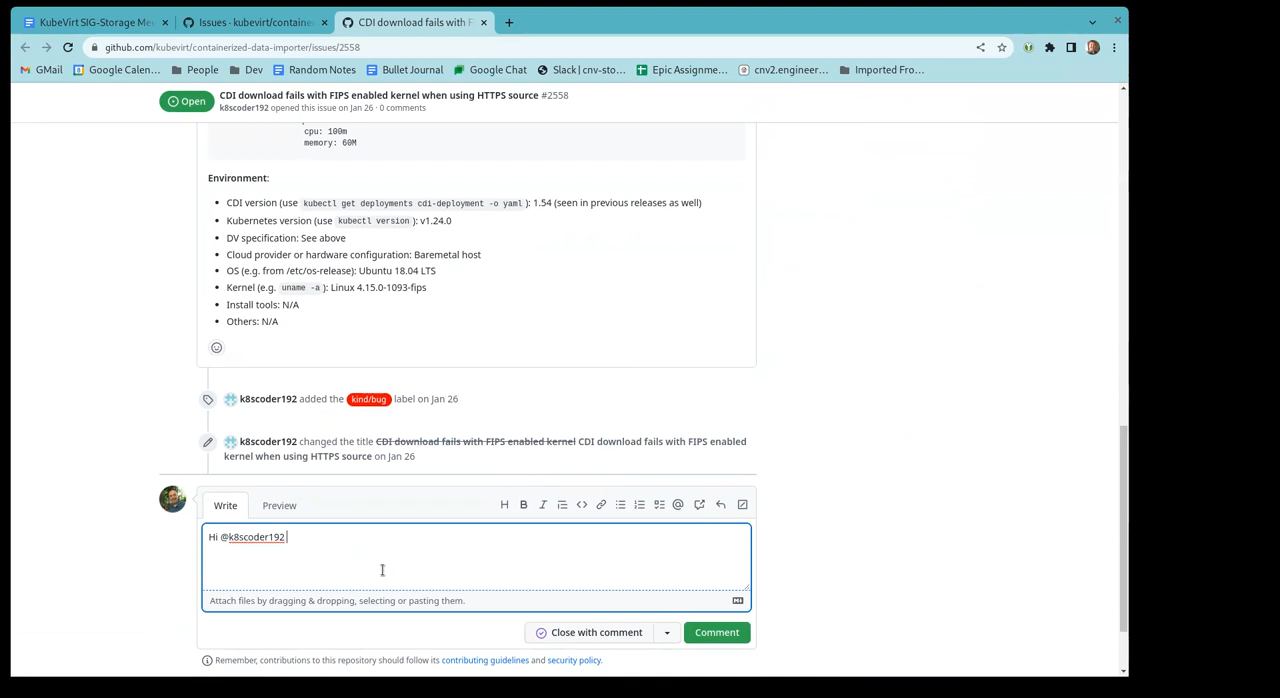 KubeVirt SIG-Storage Me
Issues · kubevirt/containe
CDI download fails with F
github.com/kubevirt/containerized-data-importer/issues/2558
GMail
Google Calen...
People
Dev
Random Notes
Bullet Journal
Google Chat
Slack | cnv-sto...
Epic Assignme...
cnv2.engineer...
Imported Fro...
Open
CDI download fails with FIPS enabled kernel when using HTTPS source #2558
k8scoder192 opened this issue on Jan 26 · 0 comments
cpu: 100m
memory: 60M
Environment:
CDI version (use kubectl get deployments cdi-deployment -o yaml ): 1.54 (seen in previous releases as well)
Kubernetes version (use kubectl version ): v1.24.0
DV specification: See above
Cloud provider or hardware configuration: Baremetal host
OS (e.g. from /etc/os-release): Ubuntu 18.04 LTS
Kernel (e.g. uname -a ): Linux 4.15.0-1093-fips
Install tools: N/A
Others: N/A
k8scoder192 added the kind/bug label on Jan 26
k8scoder192 changed the title CDI download fails with FIPS enabled kernel CDI download fails with FIPS enabled
kernel when using HTTPS source on Jan 26
Write
Preview
Hi @k8scoder192
Attach files by dragging & dropping, selecting or pasting them.
Close with comment
Comment
Remember, contributions to this repository should follow its contributing guidelines and security policy.